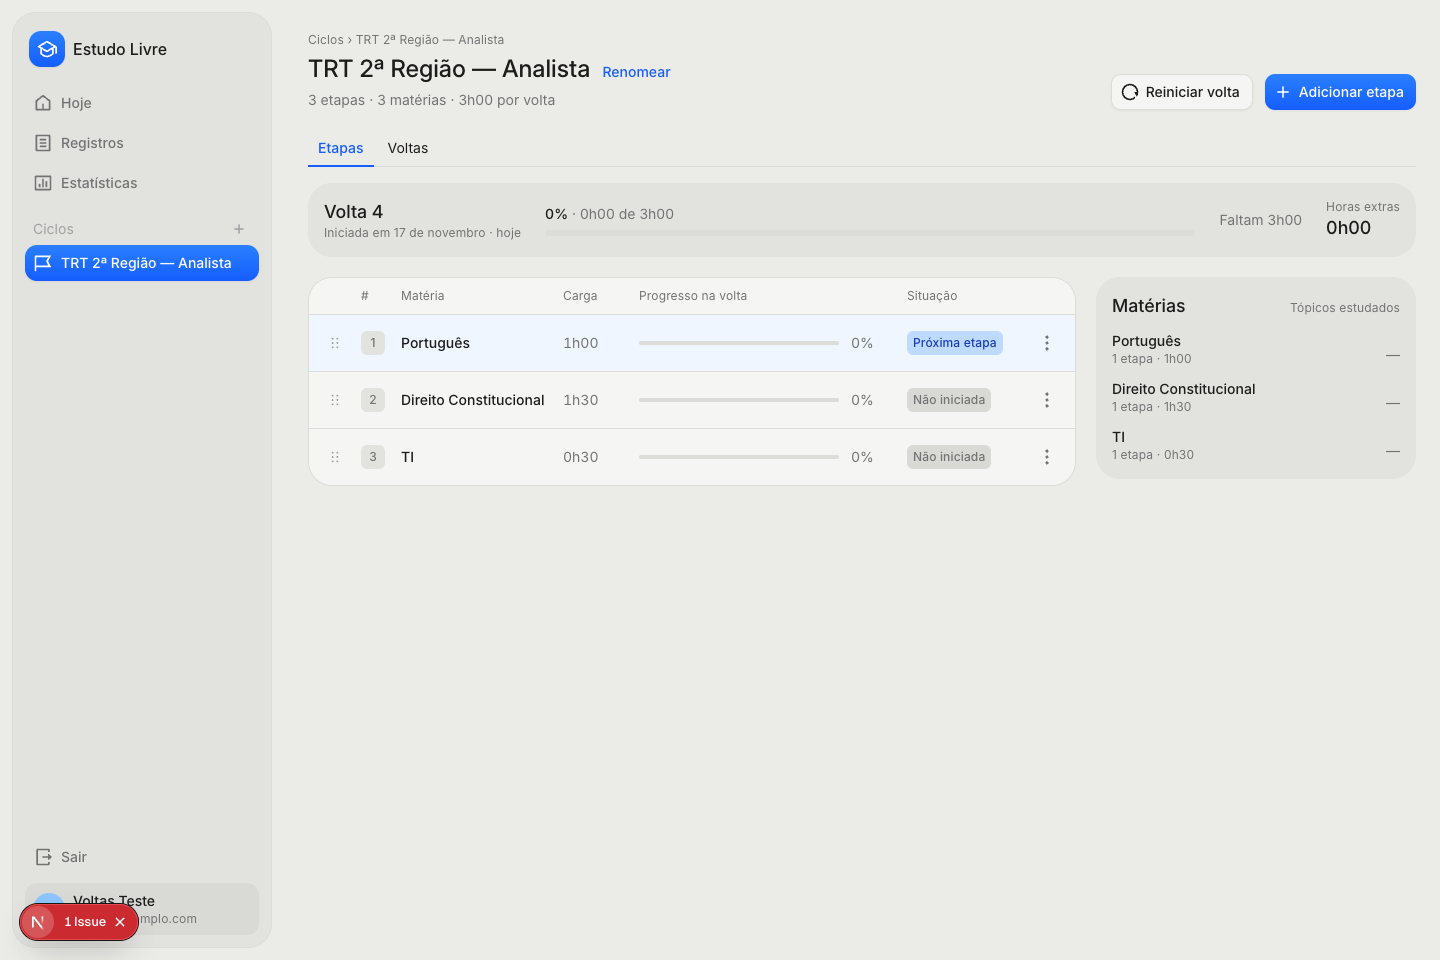 Estudo Livre
Hoje
Registros
Estatísticas
Ciclos
TRT 2ª Região — Analista
Sair
Voltas Teste
mplo.com
1 Issue
Ciclos › TRT 2ª Região — Analista
TRT 2ª Região — Analista Renomear
3 etapas · 3 matérias · 3h00 por volta
Reiniciar volta
Adicionar etapa
Etapas Voltas
Volta 4
Iniciada em 17 de novembro · hoje
0% · 0h00 de 3h00
Faltam 3h00
Horas extras
0h00
# Matéria Carga Progresso na volta Situação
1 Português 1h00 0% Próxima etapa
2 Direito Constitucional 1h30 0% Não iniciada
3 TI 0h30 0% Não iniciada
Matérias Tópicos estudados
Português
1 etapa · 1h00 —
Direito Constitucional
1 etapa · 1h30 —
TI
1 etapa · 0h30 —